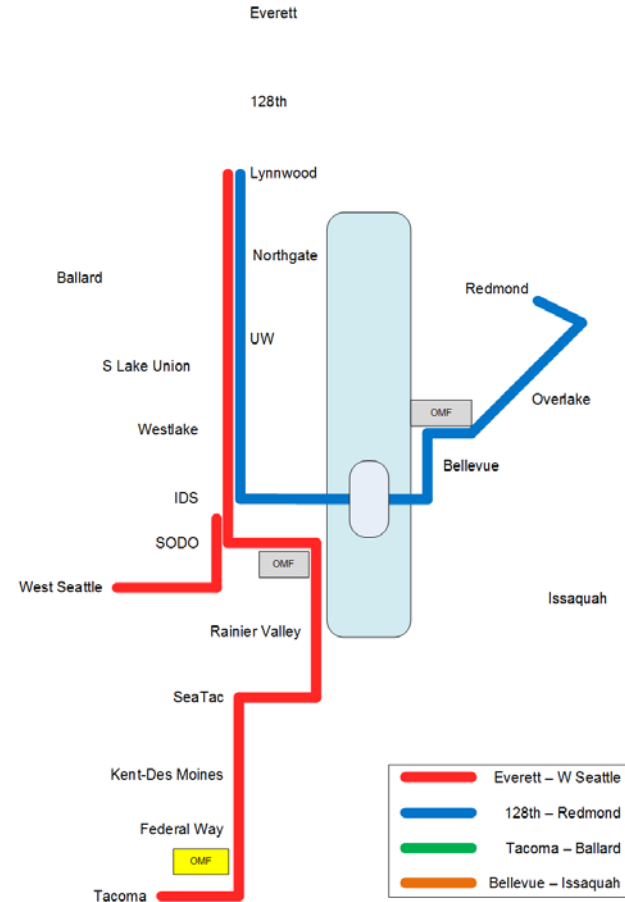 Everett
128th
Lynnwood
Northgate
Ballard
Redmond
UW
S Lake Union
Overlake
OMF
Westlake
Bellevue
IDS
SODO
OMF
West Seattle
Issaquah
Rainier Valley
SeaTac
Kent-Des Moines
Everett – W Seattle
128th – Redmond
Federal Way
Tacoma – Ballard
OMF
Bellevue – Issaquah
Tacoma